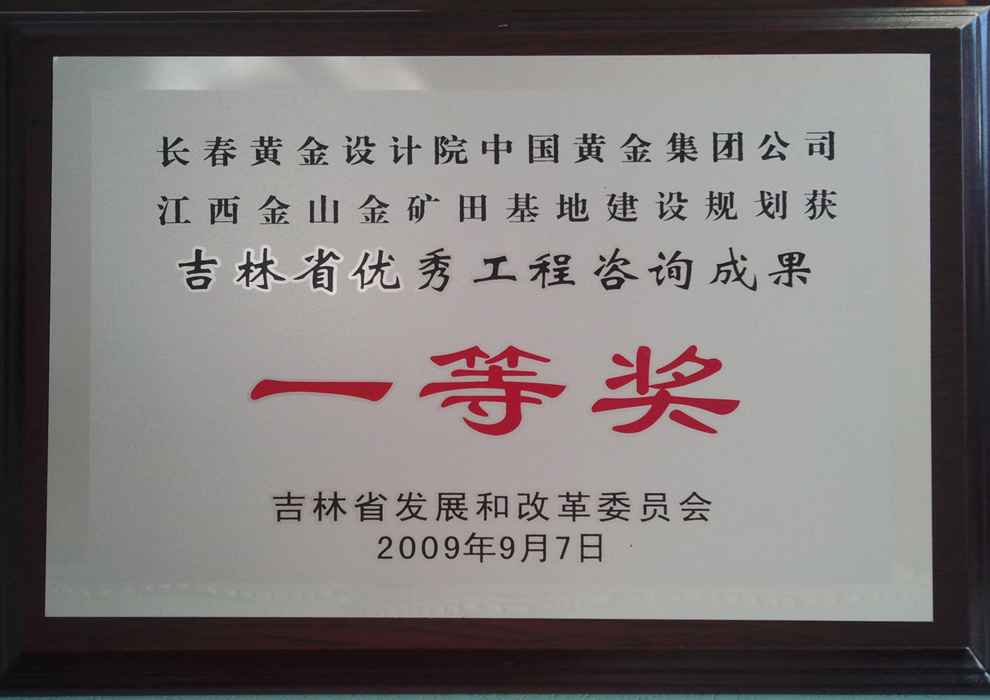 长春黄金设计院中国黄金集团公司
江西金山金矿田基地建设规划获
吉林省优秀工程咨询成果
一等奖
吉林省发展和改革委员会
2009年9月7日